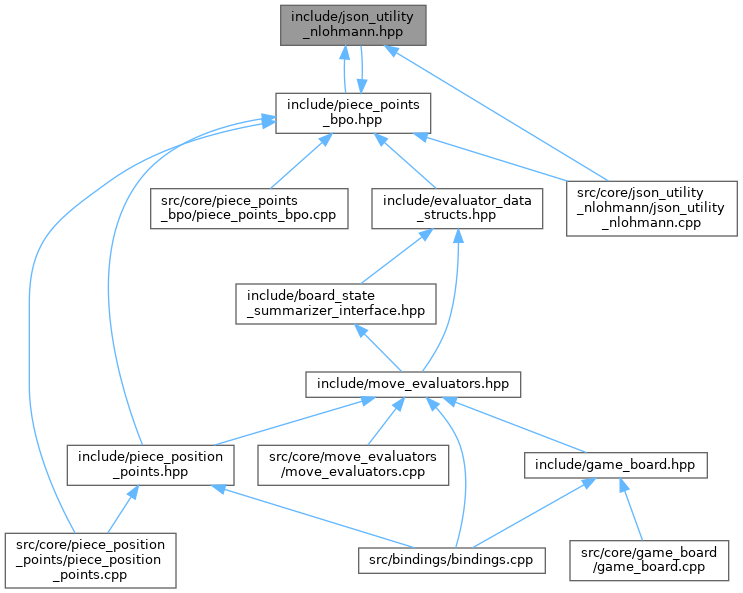 include/json_utility
_nlohmann.hpp
include/piece_points
_bpo.hpp
src/core/piece_points
_bpo/piece_points_bpo.cpp
include/evaluator_data
_structs.hpp
src/core/json_utility
_nlohmann/json_utility
_nlohmann.cpp
include/board_state
_summarizer_interface.hpp
include/move_evaluators.hpp
include/piece_position
_points.hpp
src/core/move_evaluators
/move_evaluators.cpp
include/game_board.hpp
src/core/piece_position
_points/piece_position
_points.cpp
src/bindings/bindings.cpp
src/core/game_board
/game_board.cpp